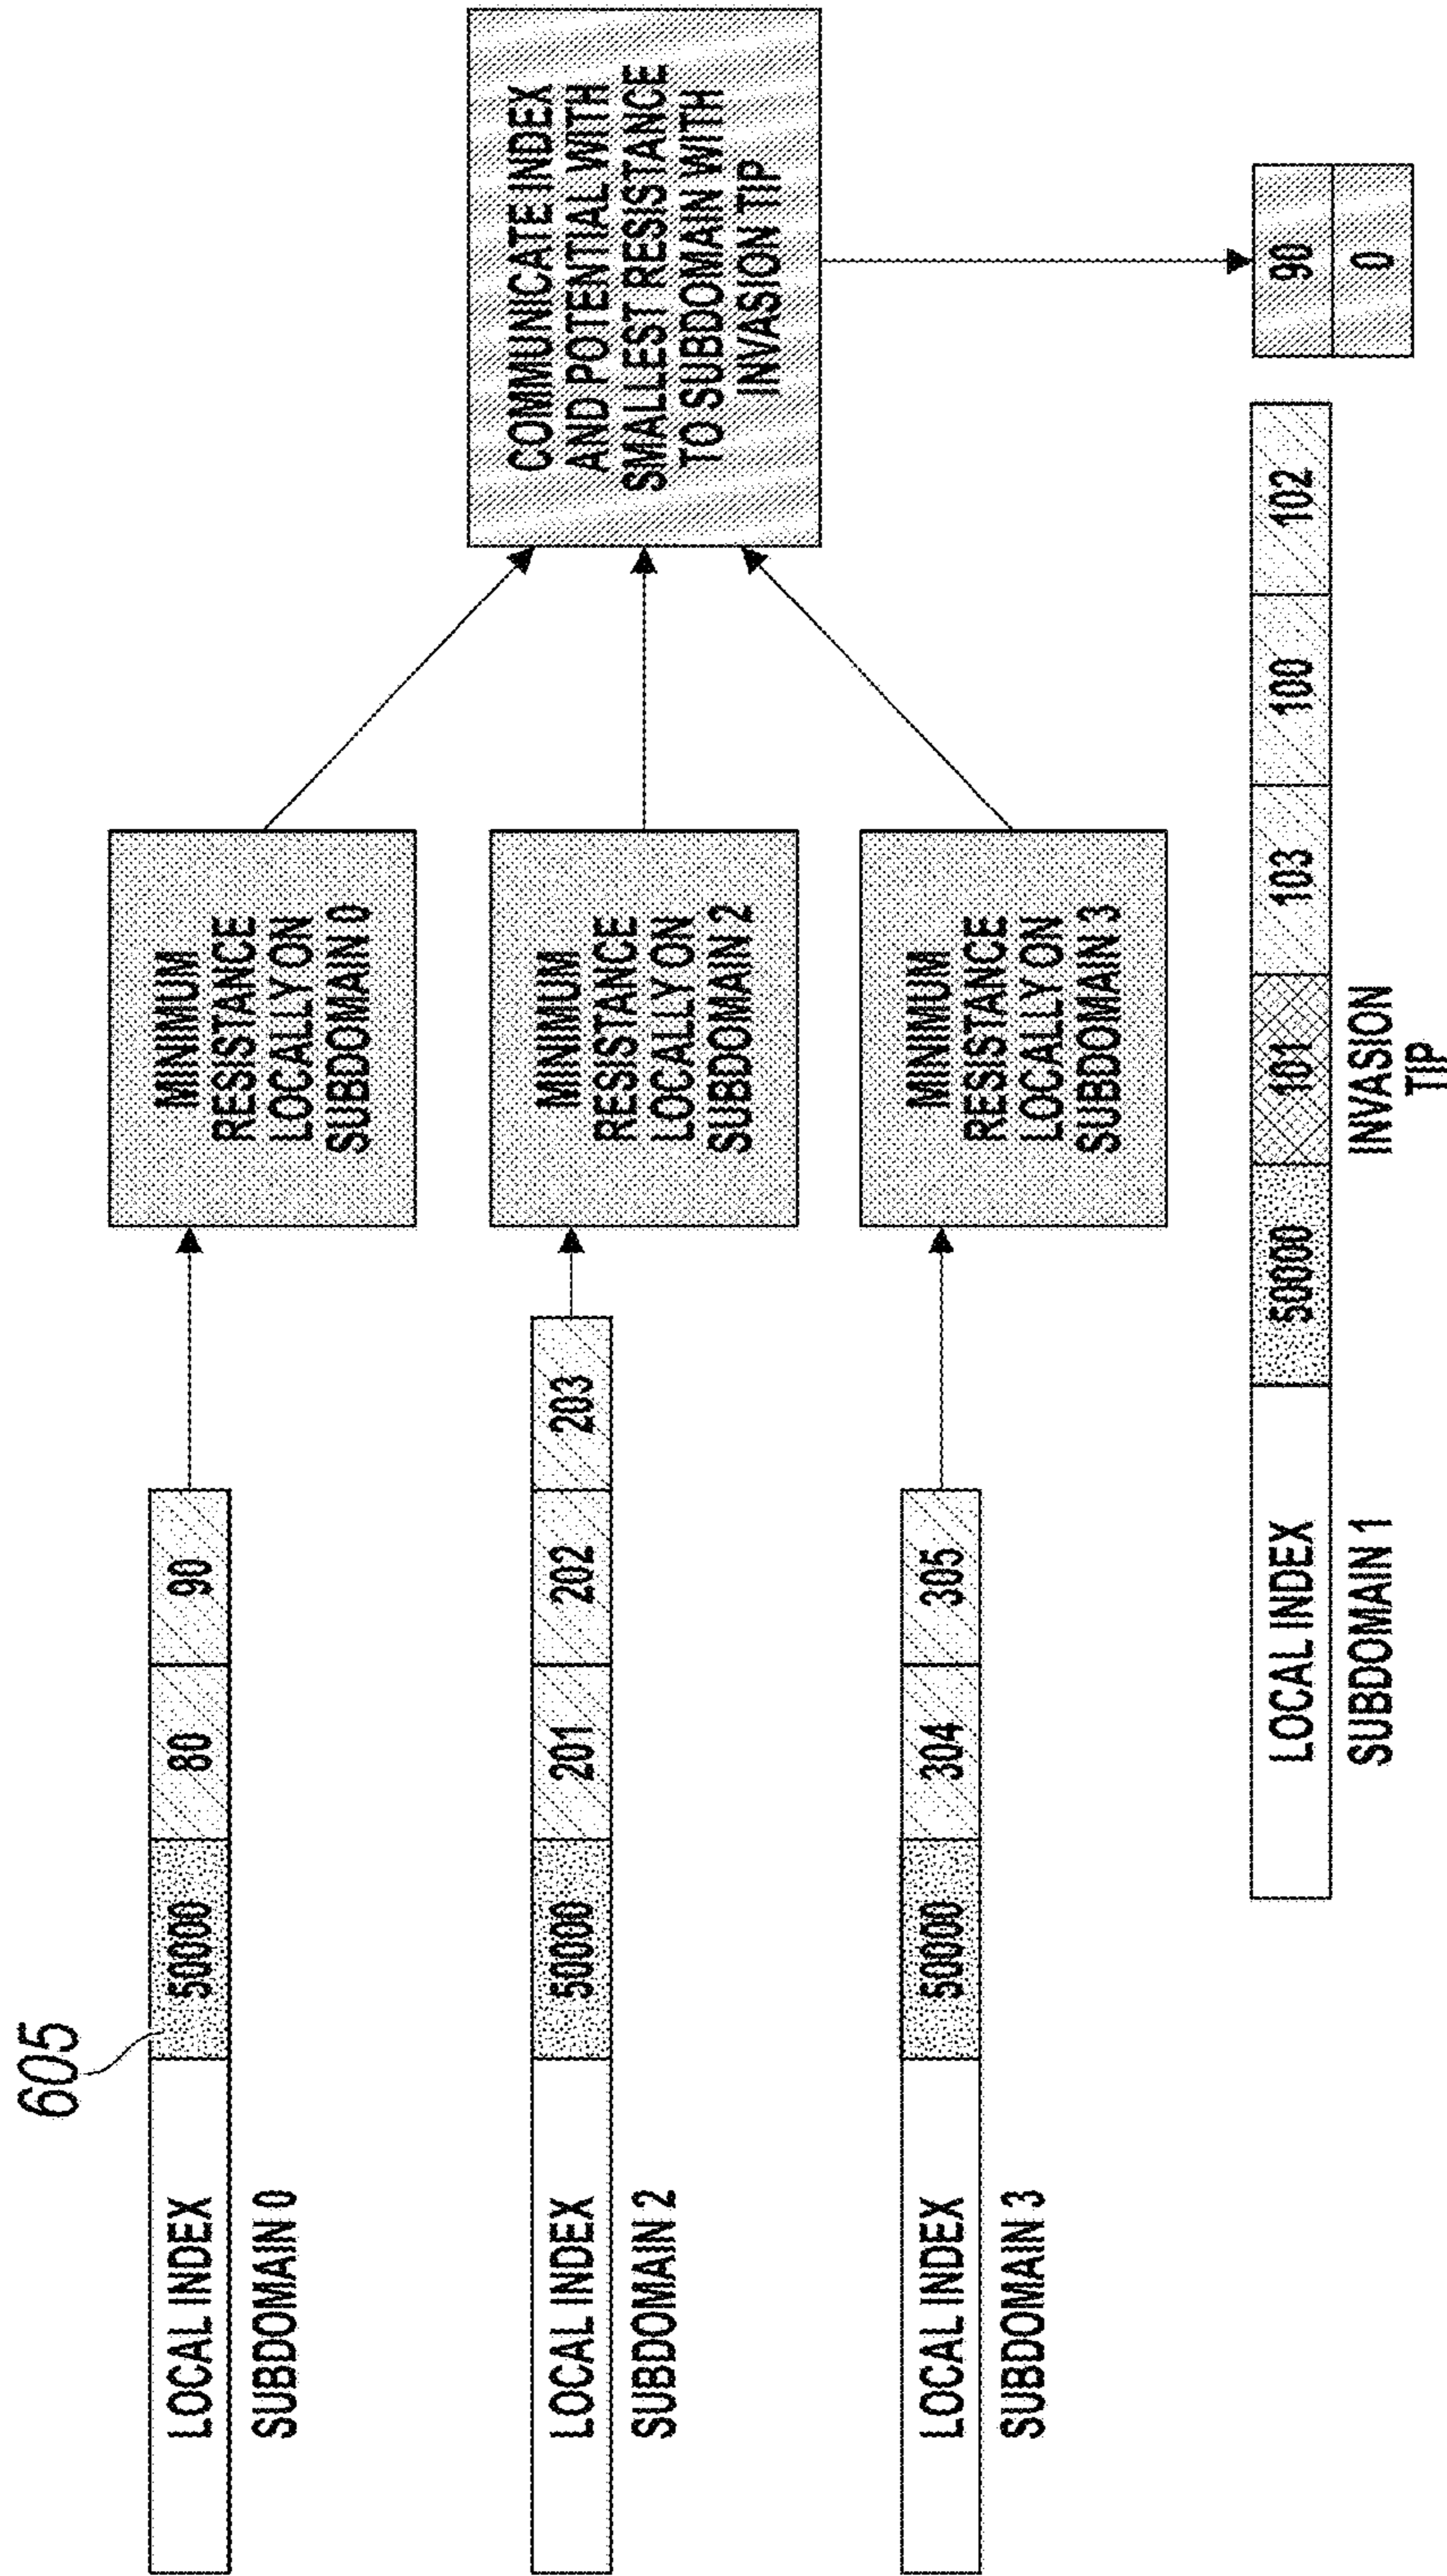 605
LOCAL INDEX 50000 80 90
SUBDOMAIN 0
MINIMUM
RESISTANCE
LOCALLY ON
SUBDOMAIN 0
LOCAL INDEX 50000 201 202 203
SUBDOMAIN 2
MINIMUM
RESISTANCE
LOCALLY ON
SUBDOMAIN 2
LOCAL INDEX 50000 304 305
SUBDOMAIN 3
MINIMUM
RESISTANCE
LOCALLY ON
SUBDOMAIN 3
COMMUNICATE INDEX
AND POTENTIAL WITH
SMALLEST RESISTANCE
TO SUBDOMAIN WITH
INVASION TIP
LOCAL INDEX 50000 101 103 100 102
SUBDOMAIN 1
INVASION
TIP
90
0